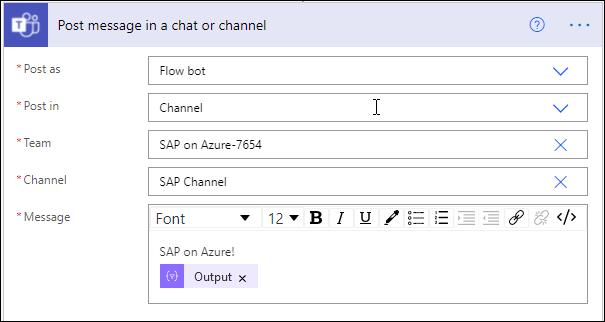 Post message in a chat or channel
* Post as
Flow bot
* Post in
Channel
* Team
SAP on Azure-7654
* Channel
SAP Channel
* Message
Font 12 B I U </>
SAP on Azure!
Output ×